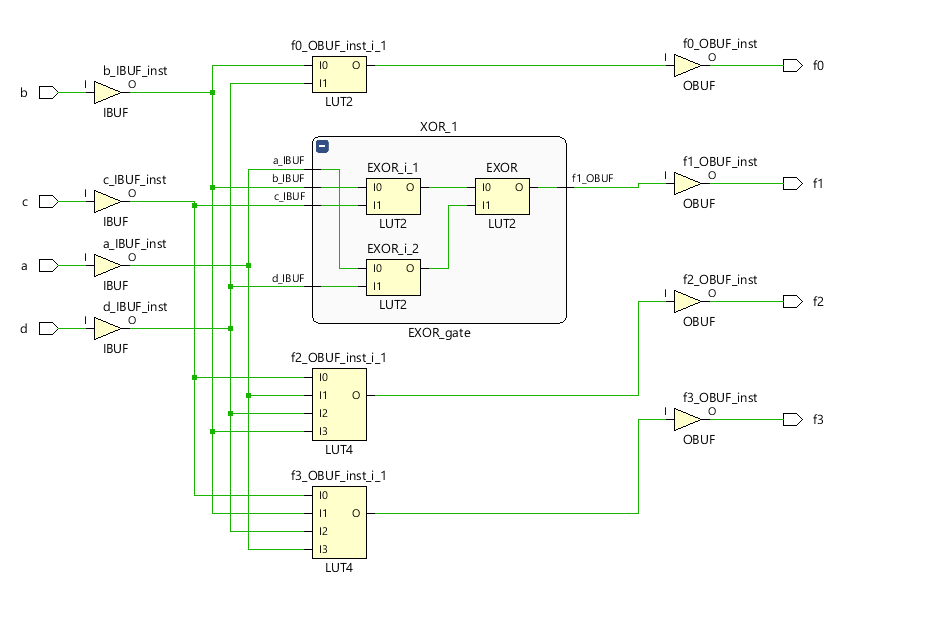 f0_OBUF_inst_i_1
I0 O
I1
LUT2
f0_OBUF_inst
I O
OBUF
f0
b
b_IBUF_inst
I O
IBUF
XOR_1
a_IBUF
b_IBUF
c_IBUF
d_IBUF
EXOR_i_1
I0 O
I1
LUT2
EXOR
I0 O
I1
LUT2
EXOR_i_2
I0 O
I1
LUT2
EXOR_gate
f1_OBUF
f1_OBUF_inst
I O
OBUF
f1
c
c_IBUF_inst
I O
IBUF
a
a_IBUF_inst
I O
IBUF
d
d_IBUF_inst
I O
IBUF
f2_OBUF_inst
I O
OBUF
f2
f2_OBUF_inst_i_1
I0
I1 O
I2
I3
LUT4
f3_OBUF_inst
I O
OBUF
f3
f3_OBUF_inst_i_1
I0
I1 O
I2
I3
LUT4